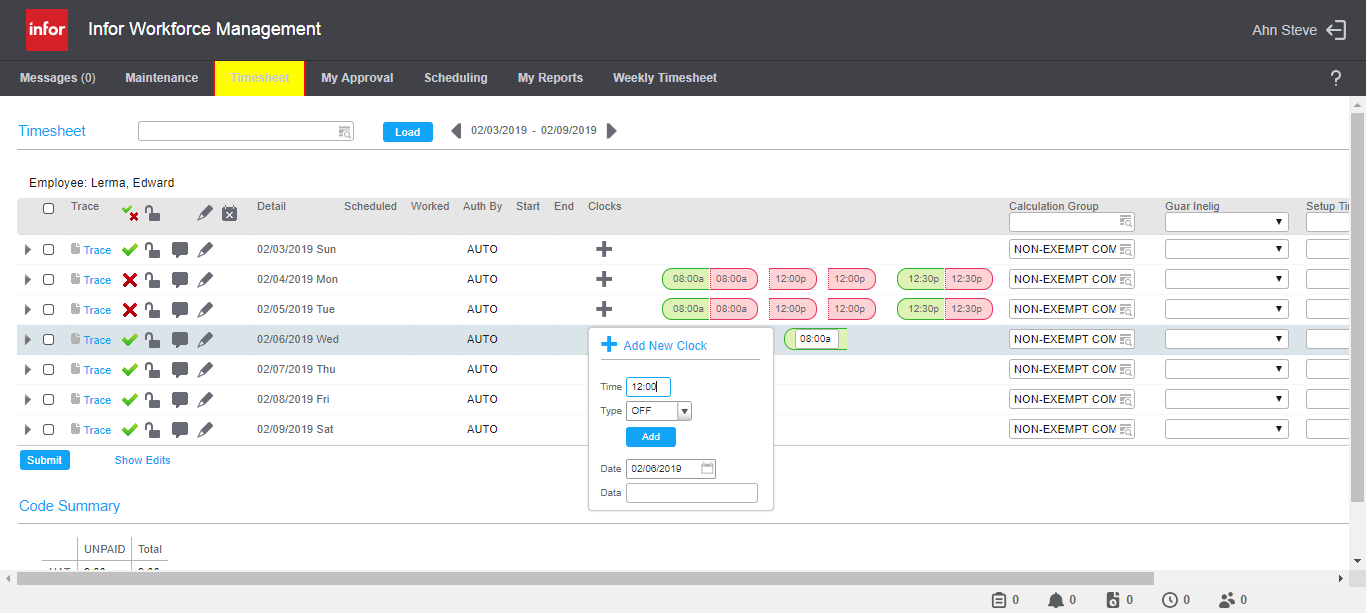 infor Infor Workforce Management Ahn Steve
Messages (0) Maintenance Timesheet My Approval Scheduling My Reports Weekly Timesheet ?
Timesheet Load 02/03/2019 - 02/09/2019
Employee: Lerma, Edward
Trace Detail Scheduled Worked Auth By Start End Clocks Calculation Group Guar Inelig Setup Ti
Trace 02/03/2019 Sun AUTO NON-EXEMPT COM
Trace 02/04/2019 Mon AUTO 08:00a 08:00a 12:00p 12:00p 12:30p 12:30p NON-EXEMPT COM
Trace 02/05/2019 Tue AUTO 08:00a 08:00a 12:00p 12:00p 12:30p 12:30p NON-EXEMPT COM
Trace 02/06/2019 Wed AUTO 08:00a NON-EXEMPT COM
Trace 02/07/2019 Thu AUTO NON-EXEMPT COM
Trace 02/08/2019 Fri AUTO NON-EXEMPT COM
Trace 02/09/2019 Sat AUTO NON-EXEMPT COM
Add New Clock
Time 12:00
Type OFF
Add
Date 02/06/2019
Data
Submit Show Edits
Code Summary
UNPAID Total
0 0 0 0 0